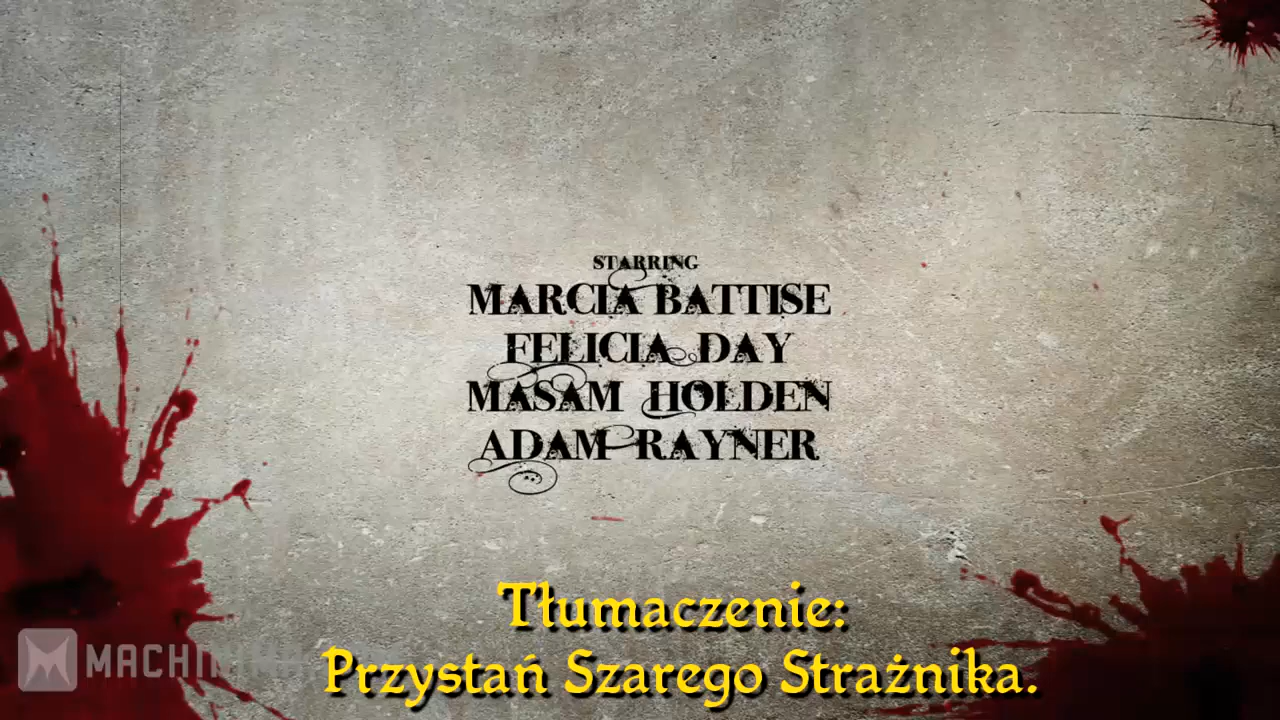 STARRING
MARCIA BATTISE
FELICIA DAY
MASAM HOLDEN
ADAM RAYNER
Tłumaczenie:
Przystań Szarego Strażnika.